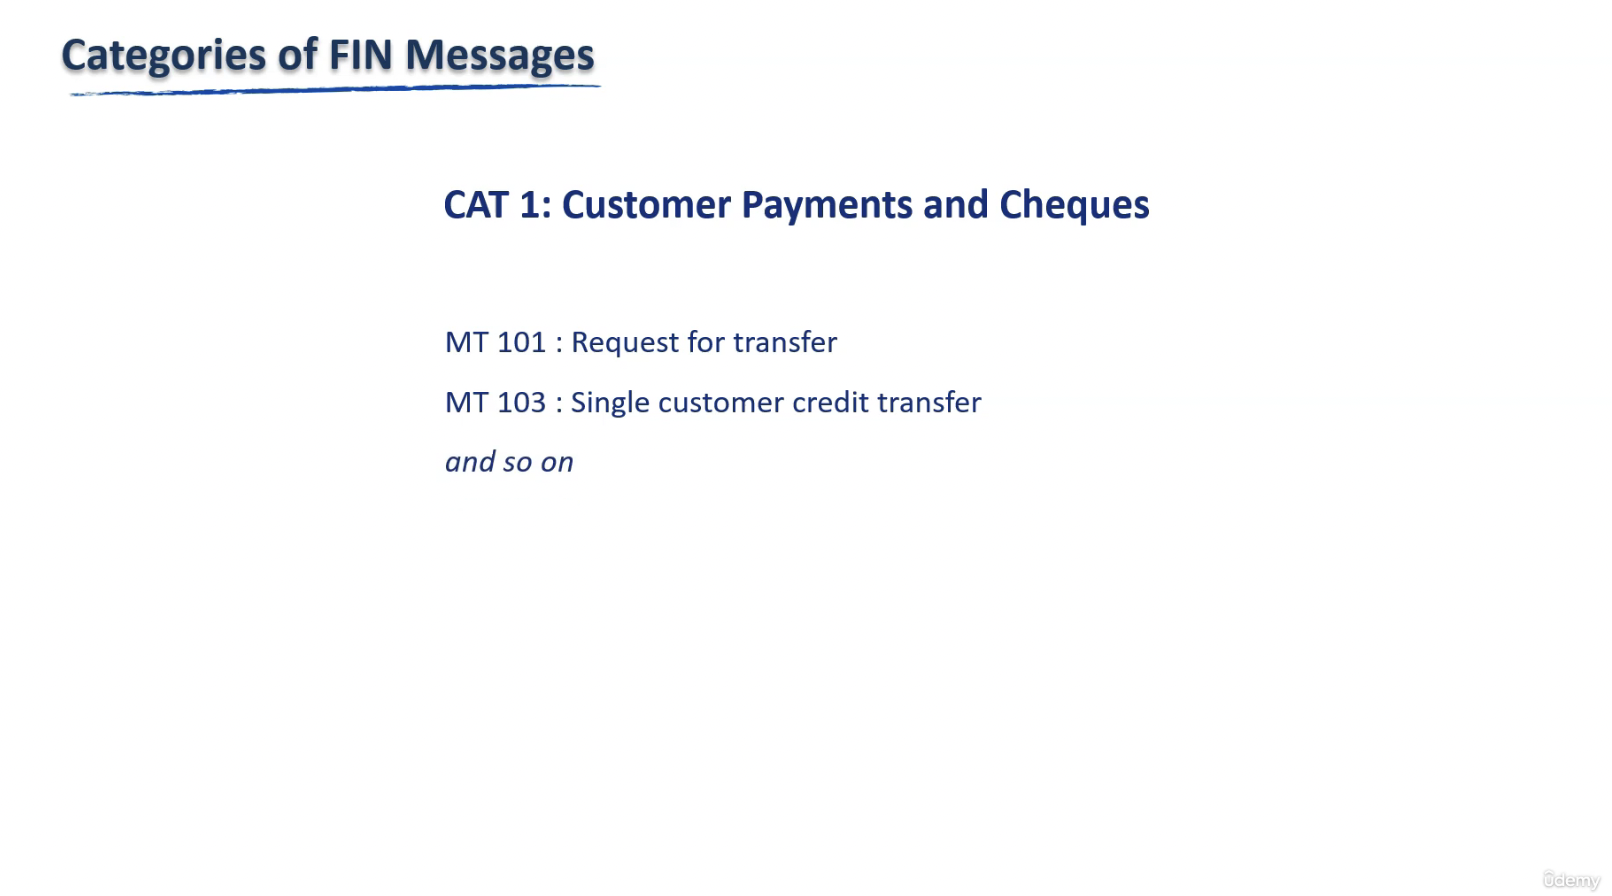 Categories of FIN Messages
CAT 1: Customer Payments and Cheques
MT 101 : Request for transfer
MT 103 : Single customer credit transfer
and so on
ûdemy